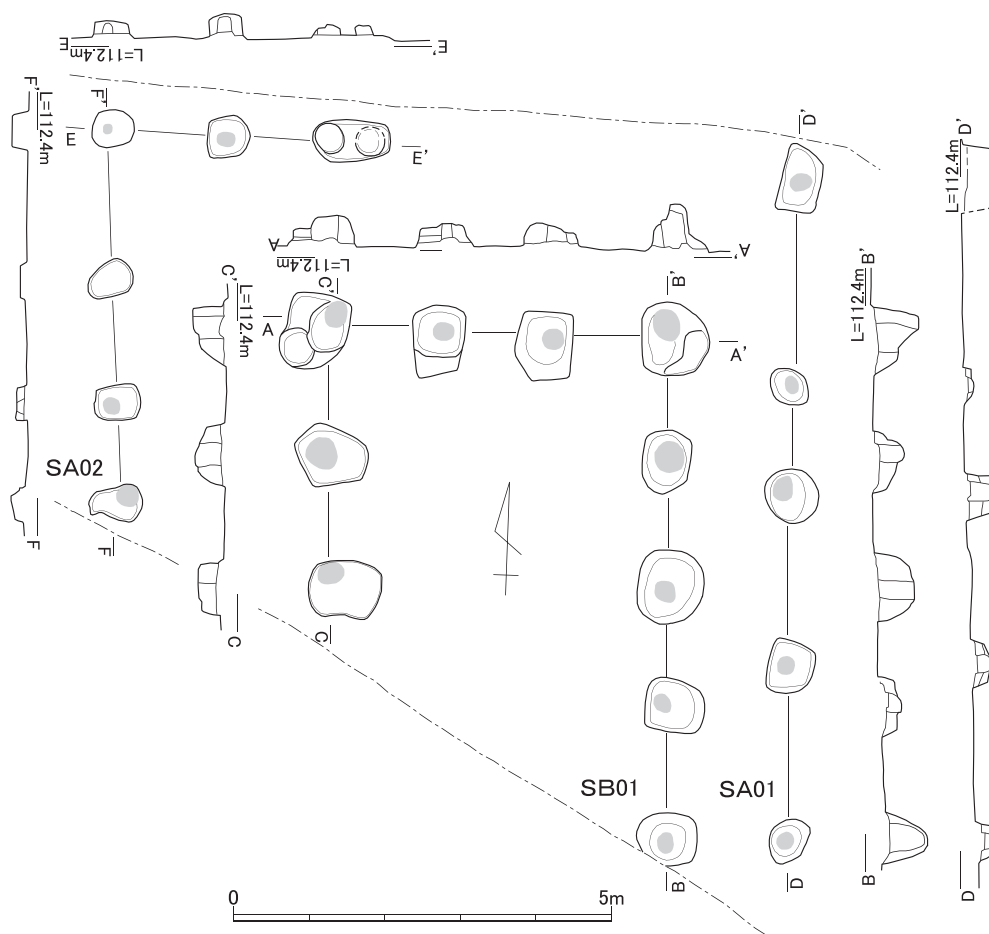 E
L=112.4m
E'
F'
L=112.4m
F'
E
E'
D'
L=112.4m
D'
A
L=112.4m
A'
C'
L=112.4m
C'
A
B'
A'
L=112.4m
B'
SA02
F
F
C
C
SB01
SA01
B
D
B
D
0
5m